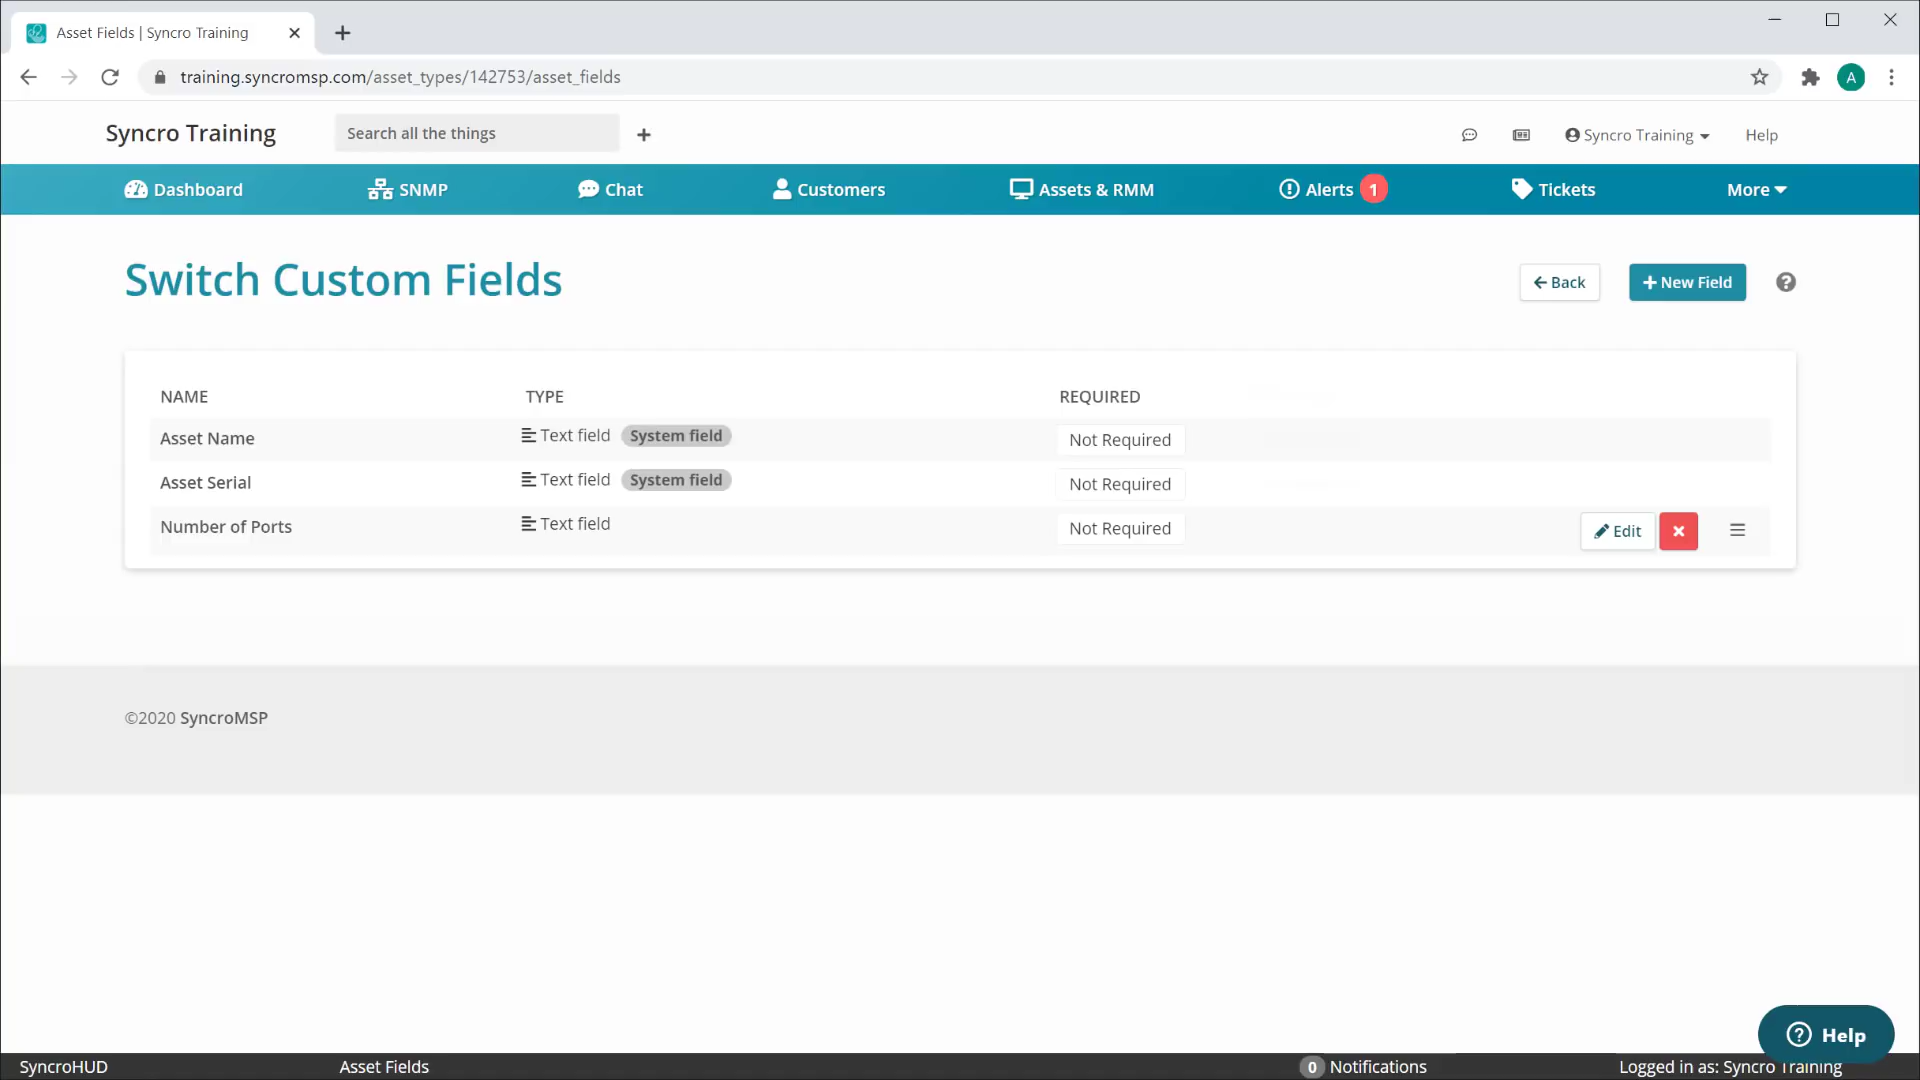 Asset Fields | Syncro Training
training.syncromsp.com/asset_types/142753/asset_fields
A
Syncro Training
Search all the things
Syncro Training
Help
Dashboard
SNMP
Chat
Customers
Assets & RMM
Alerts 1
Tickets
More
Switch Custom Fields
Back
New Field
NAME TYPE REQUIRED
Asset Name Text field System field Not Required
Asset Serial Text field System field Not Required
Number of Ports Text field Not Required Edit
©2020 SyncroMSP
Help
SyncroHUD Asset Fields 0 Notifications Logged in as: Syncro Training